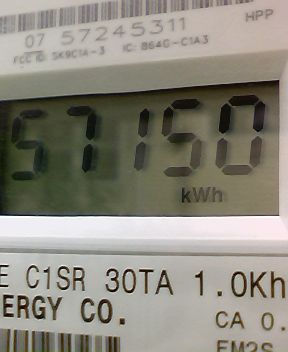 HPP
07 57245311
FCC ID: SK9C1A-3 IC: 864G-C1A3
57150
kWh
E C1SR 30TA 1.0Kh
ERGY CO.
CA 0.
FM2S